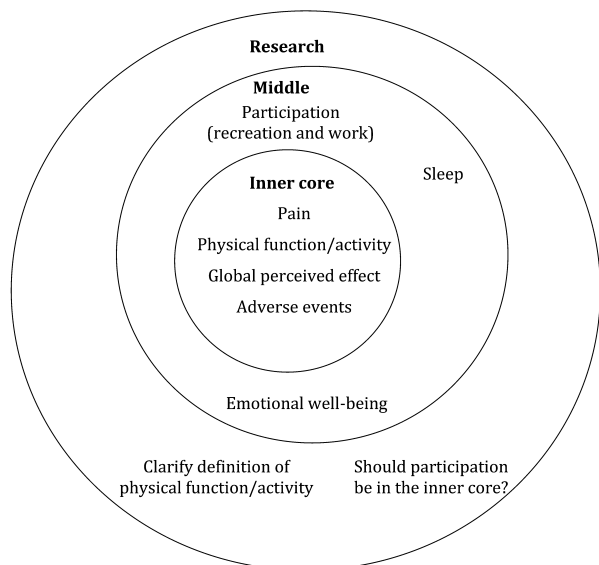 Research
Middle
Participation
(recreation and work)
Sleep
Inner core
Pain
Physical function/activity
Global perceived effect
Adverse events
Emotional well-being
Clarify definition of
physical function/activity
Should participation
be in the inner core?